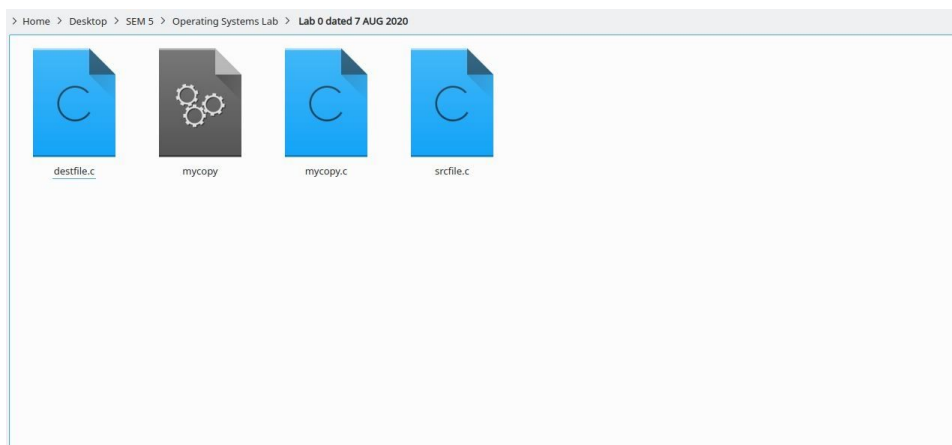 > Home > Desktop > SEM 5 > Operating Systems Lab > Lab 0 dated 7 AUG 2020
destfile.c mycopy mycopy.c srcfile.c